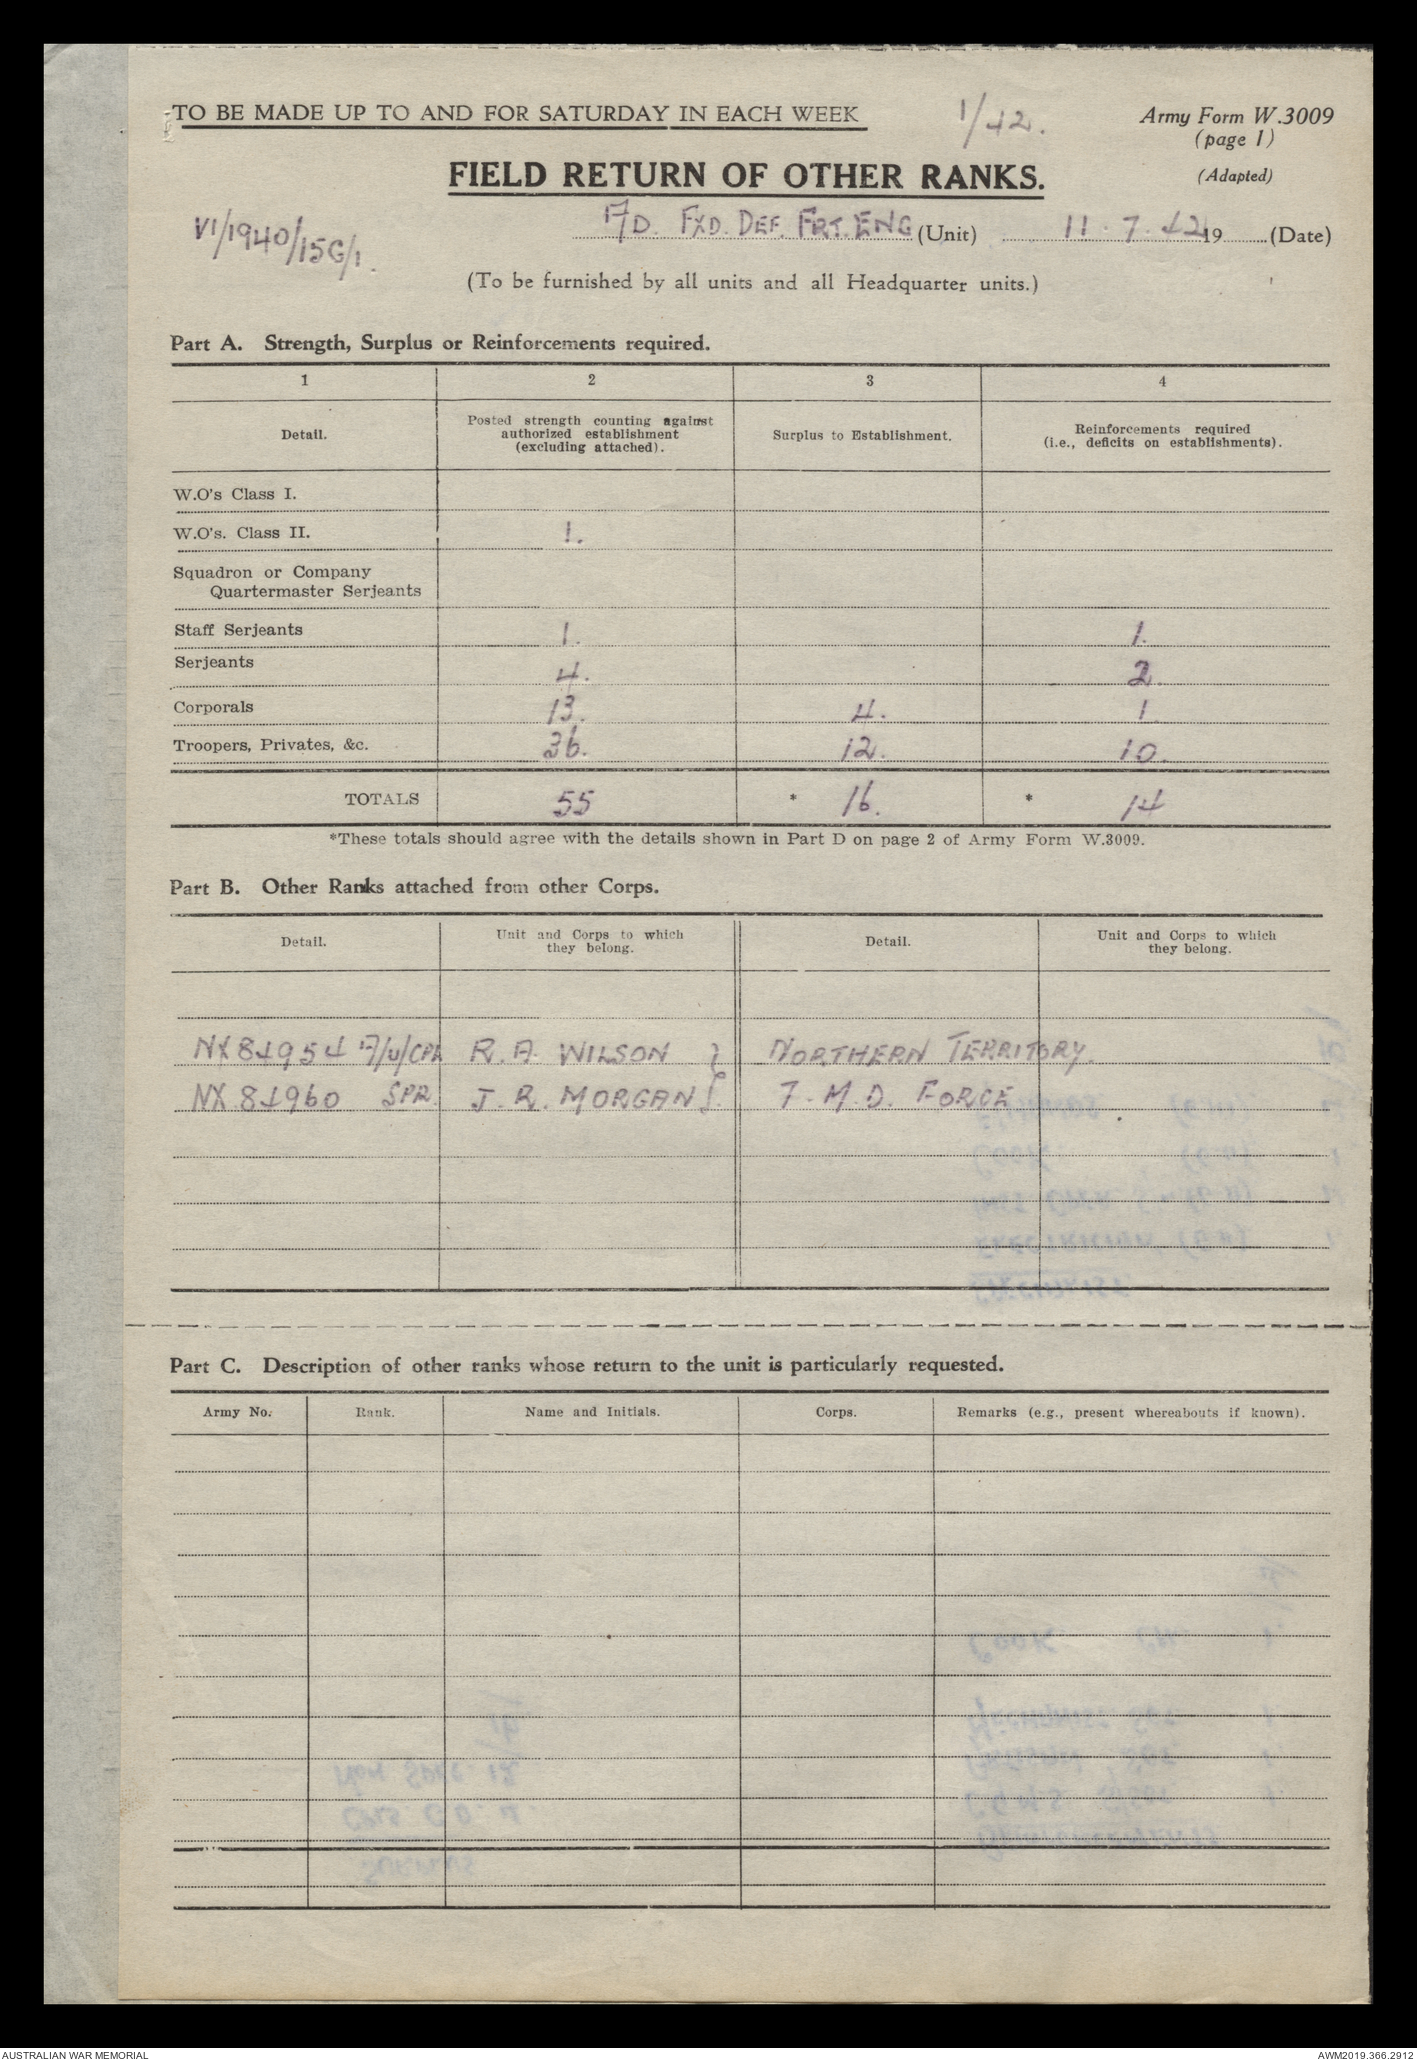 TO BE MADE UP TO AND FOR SATURDAY IN EACH WEEK
1/42.
Army Form W.3009
(page 1)
(Adapted)
FIELD RETURN OF OTHER RANKS.
VI/1940/15G/1.
A/D. FXD. DEF. FRT. ENG (Unit) 11.7.42 19 (Date)
(To be furnished by all units and all Headquarter units.)
Part A. Strength, Surplus or Reinforcements required.
1 2 3 4
Detail.
Posted strength counting against authorized establishment (excluding attached).
Surplus to Establishment.
Reinforcements required (i.e., deficits on establishments).
W.O's Class I.
W.O's. Class II. 1.
Squadron or Company
Quartermaster Serjeants
Staff Serjeants 1. 1.
Serjeants 4. 2.
Corporals 13. 4. 1
Troopers, Privates, &c. 36. 12. 10.
TOTALS 55 * 16. * 14
*These totals should agree with the details shown in Part D on page 2 of Army Form W.3009.
Part B. Other Ranks attached from other Corps.
Detail.
Unit and Corps to which they belong.
Detail.
Unit and Corps to which they belong.
NX 84954 A/U/CPL R. A. WILSON } NORTHERN TERRITORY.
NX 84960 SPR. J. R. MORGAN } 7. M. D. FORCE
Part C. Description of other ranks whose return to the unit is particularly requested.
Army No. Rank. Name and Initials. Corps. Remarks (e.g., present whereabouts if known).
AUSTRALIAN WAR MEMORIAL
AWM2019.366.2912